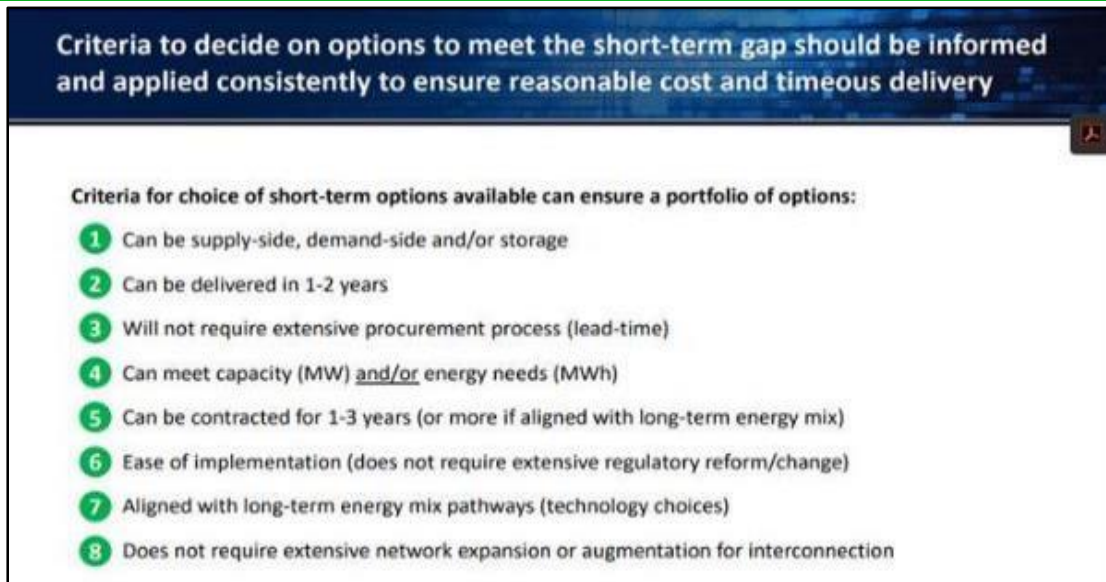 Criteria to decide on options to meet the short-term gap should be informed
and applied consistently to ensure reasonable cost and timeous delivery
Criteria for choice of short-term options available can ensure a portfolio of options:
1 Can be supply-side, demand-side and/or storage
2 Can be delivered in 1-2 years
3 Will not require extensive procurement process (lead-time)
4 Can meet capacity (MW) and/or energy needs (MWh)
5 Can be contracted for 1-3 years (or more if aligned with long-term energy mix)
6 Ease of implementation (does not require extensive regulatory reform/change)
7 Aligned with long-term energy mix pathways (technology choices)
8 Does not require extensive network expansion or augmentation for interconnection